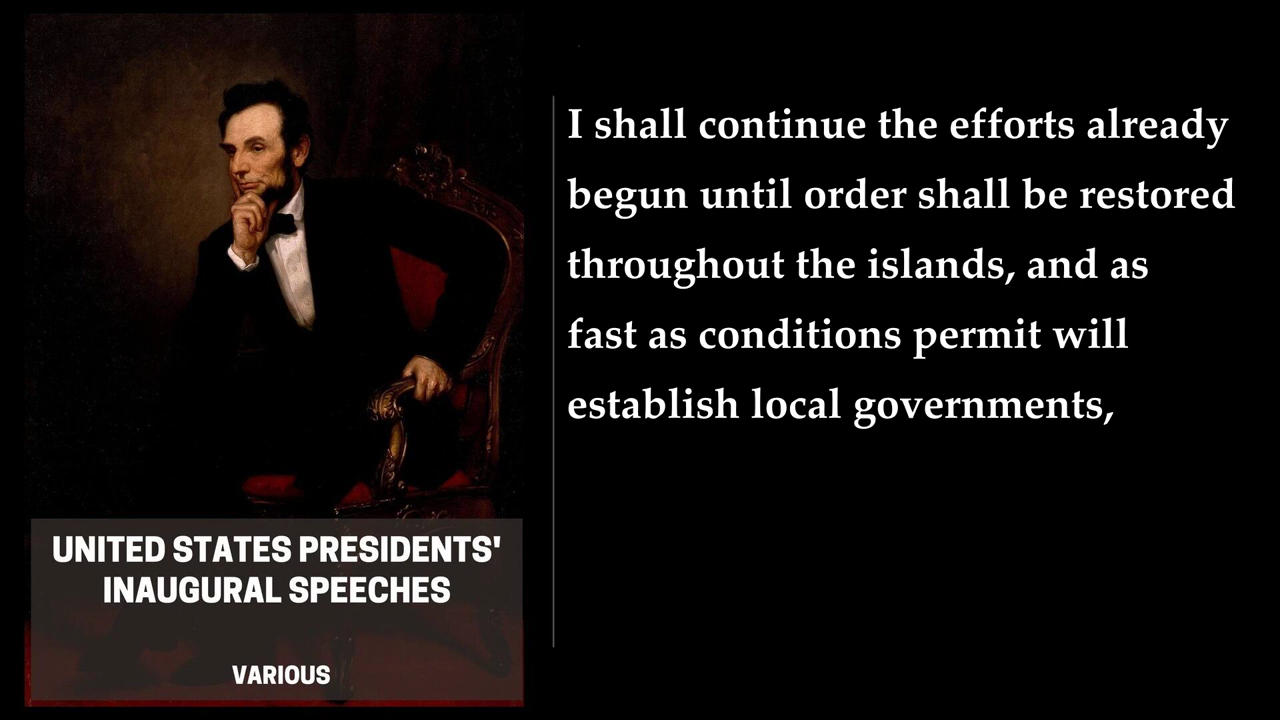 I shall continue the efforts already
begun until order shall be restored
throughout the islands, and as
fast as conditions permit will
establish local governments,
UNITED STATES PRESIDENTS'
INAUGURAL SPEECHES
VARIOUS